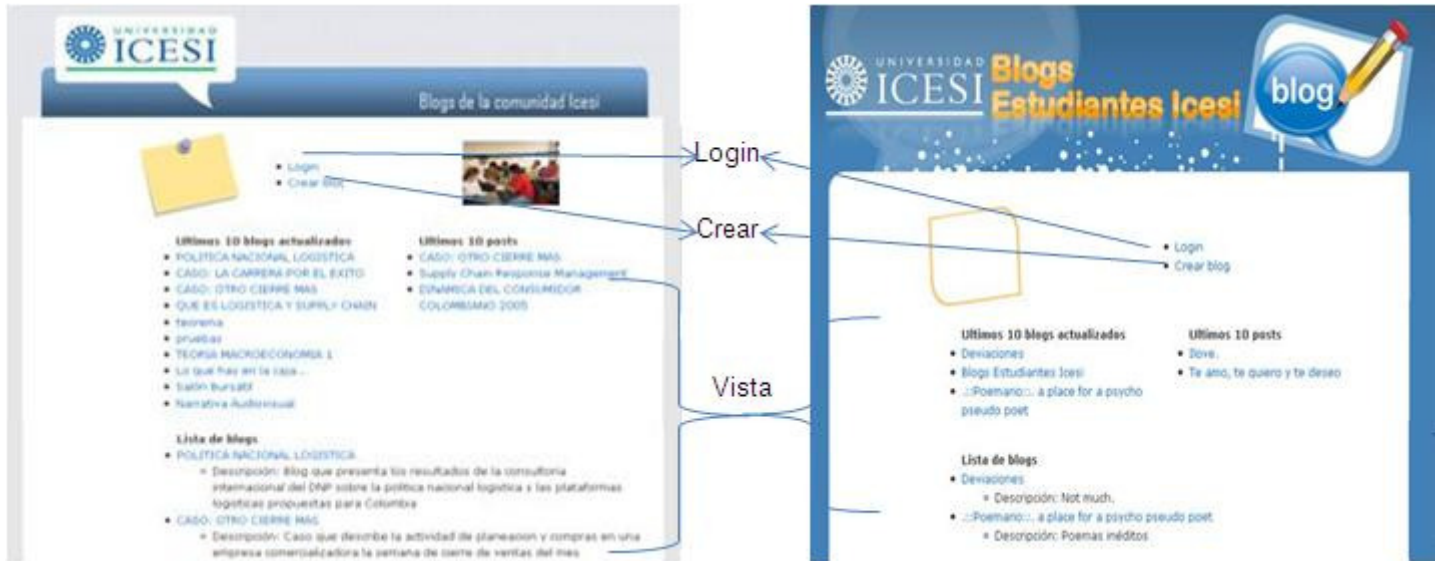 UNIVERSIDAD
ICESI
Blogs de la comunidad Icesi
Login
Crear blog
Ultimos 10 blogs actualizados
POLITICA NACIONAL LOGISTICA
CASO: LA CARRERA POR EL EXITO
CASO: OTRO CIERRE MAS
QUE ES LOGISTICA Y SUPPLY CHAIN
teorema
pruebas
TEORIA MACROECONOMIA 1
Lo que hay en la caja...
Salón Bursátil
Narrativa Audiovisual
Ultimos 10 posts
CASO: OTRO CIERRE MAS
Supply Chain Response Management
DINAMICA DEL CONSUMIDOR
COLOMBIANO 2005
Lista de blogs
POLITICA NACIONAL LOGISTICA
Descripción: Blog que presenta los resultados de la consultoria
internacional del DNP sobre la política nacional logistica y las plataformas
logisticas propuestas para Colombia
CASO: OTRO CIERRE MAS
Descripción: Caso que describe la actividad de planeacion y compras en una
empresa comercializadora la semana de cierre de ventas del mes
Login
Crear
Vista
UNIVERSIDAD
ICESI
Blogs
Estudiantes Icesi
blog
Login
Crear blog
Ultimos 10 blogs actualizados
Deviaciones
Blogs Estudiantes Icesi
.::Poemario::. a place for a psycho
pseudo poet
Ultimos 10 posts
Te amo, te quiero y te deseo
Lista de blogs
Deviaciones
Descripción: Not much.
.::Poemario::. a place for a psycho pseudo poet
Descripción: Poemas inéditos